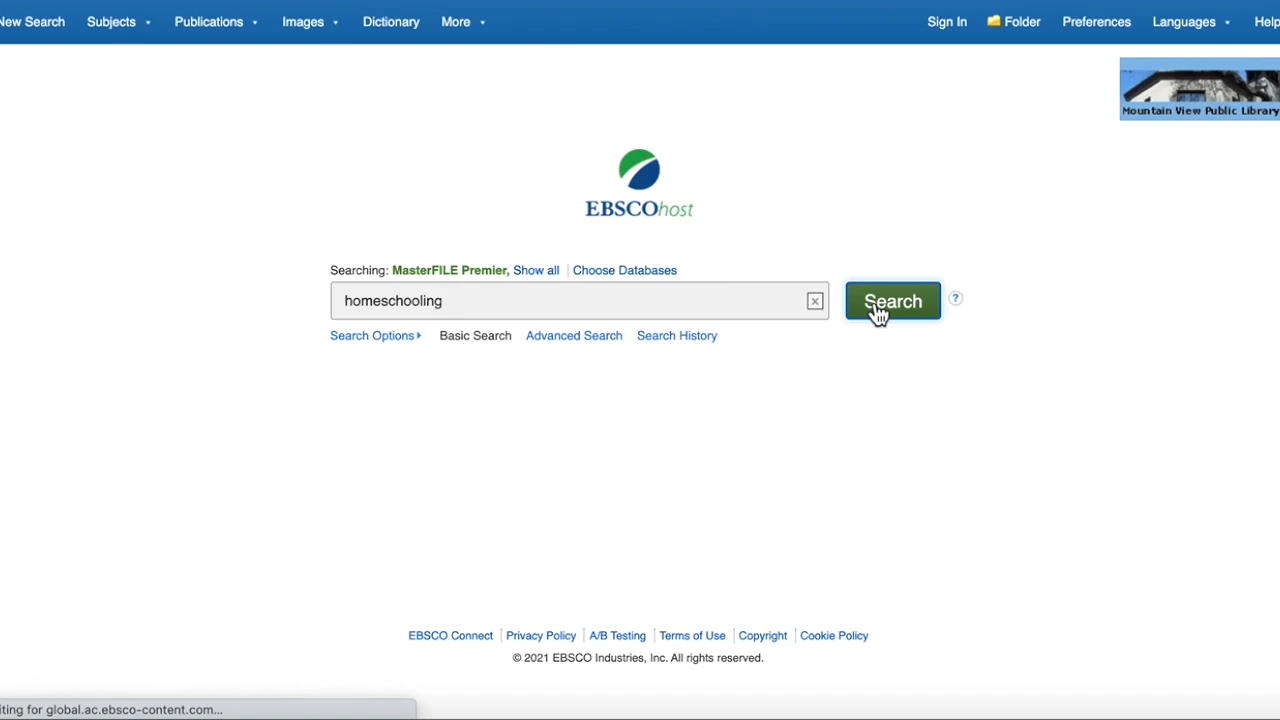 New Search Subjects Publications Images Dictionary More Sign In Folder Preferences Languages Help
Mountain View Public Library
EBSCOhost
Searching: MasterFILE Premier, Show all Choose Databases
homeschooling Search ?
Search Options Basic Search Advanced Search Search History
EBSCO Connect Privacy Policy A/B Testing Terms of Use Copyright Cookie Policy
© 2021 EBSCO Industries, Inc. All rights reserved.
iting for global.ac.ebsco-content.com...